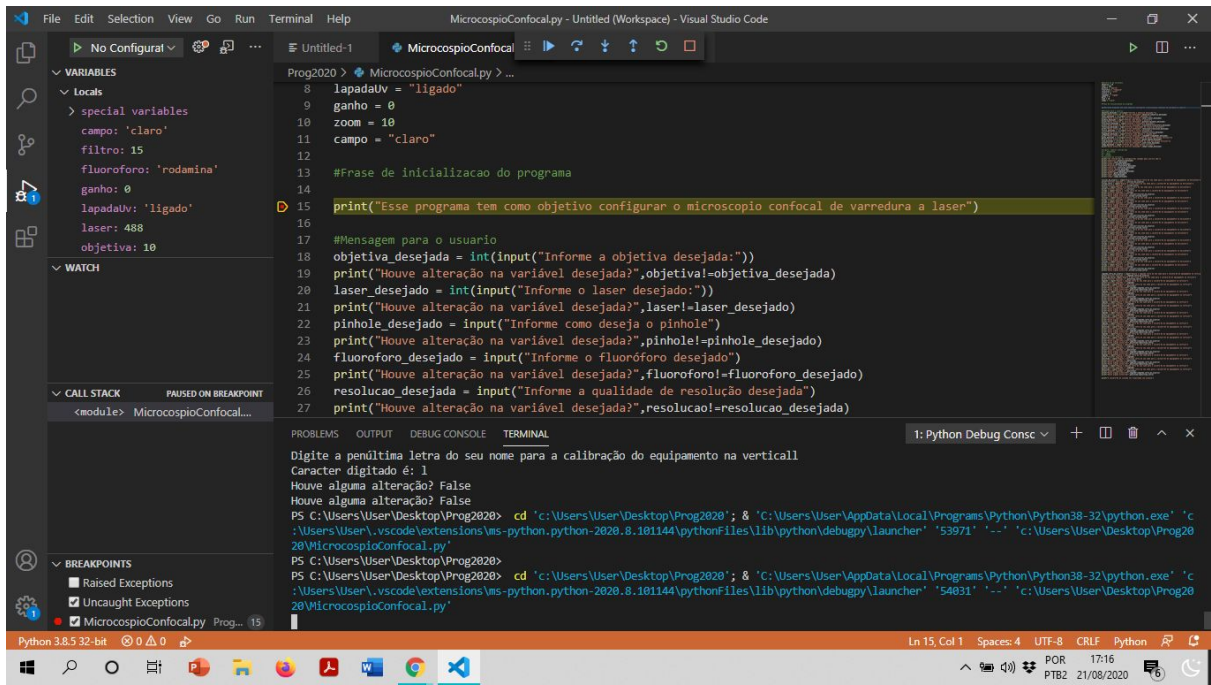 File Edit Selection View Go Run Terminal Help MicrocospioConfocal.py - Untitled (Workspace) - Visual Studio Code
No Configurat
Untitled-1 MicrocospioConfocal
VARIABLES
Locals
special variables
campo: 'claro'
filtro: 15
fluoroforo: 'rodamina'
ganho: 0
lapadaUv: 'ligado'
laser: 488
objetiva: 10
WATCH
CALL STACK PAUSED ON BREAKPOINT
<module> MicrocospioConfocal....
BREAKPOINTS
Raised Exceptions
Uncaught Exceptions
MicrocospioConfocal.py Prog... 15
Prog2020 > MicrocospioConfocal.py > ...
8 lapadaUv = "ligado"
9 ganho = 0
10 zoom = 10
11 campo = "claro"
12
13 #Frase de inicializacao do programa
14
15 print("Esse programa tem como objetivo configurar o microscopio confocal de varredura a laser")
16
17 #Mensagem para o usuario
18 objetiva_desejada = int(input("Informe a objetiva desejada:"))
19 print("Houve alteração na variável desejada?",objetiva!=objetiva_desejada)
20 laser_desejado = int(input("Informe o laser desejado:"))
21 print("Houve alteração na variável desejada?",laser!=laser_desejado)
22 pinhole_desejado = input("Informe como deseja o pinhole")
23 print("Houve alteração na variável desejada?",pinhole!=pinhole_desejado)
24 fluoroforo_desejado = input("Informe o fluoróforo desejado")
25 print("Houve alteração na variável desejada?",fluoroforo!=fluoroforo_desejado)
26 resolucao_desejada = input("Informe a qualidade de resolução desejada")
27 print("Houve alteração na variável desejada?",resolucao!=resolucao_desejada)
PROBLEMS OUTPUT DEBUG CONSOLE TERMINAL 1: Python Debug Consc
Digite a penúltima letra do seu nome para a calibração do equipamento na verticall
Caracter digitado é: l
Houve alguma alteração? False
Houve alguma alteração? False
PS C:\Users\User\Desktop\Prog2020> cd 'c:\Users\User\Desktop\Prog2020'; & 'C:\Users\User\AppData\Local\Programs\Python\Python38-32\python.exe' 'c
:\Users\User\.vscode\extensions\ms-python.python-2020.8.101144\pythonFiles\lib\python\debugpy\launcher' '53971' '--' 'c:\Users\User\Desktop\Prog20
20\MicrocospioConfocal.py'
PS C:\Users\User\Desktop\Prog2020>
PS C:\Users\User\Desktop\Prog2020> cd 'c:\Users\User\Desktop\Prog2020'; & 'C:\Users\User\AppData\Local\Programs\Python\Python38-32\python.exe' 'c
:\Users\User\.vscode\extensions\ms-python.python-2020.8.101144\pythonFiles\lib\python\debugpy\launcher' '54031' '--' 'c:\Users\User\Desktop\Prog20
20\MicrocospioConfocal.py'
Python 3.8.5 32-bit 0 0 Ln 15, Col 1 Spaces: 4 UTF-8 CRLF Python
POR 17:16
PTB2 21/08/2020 6